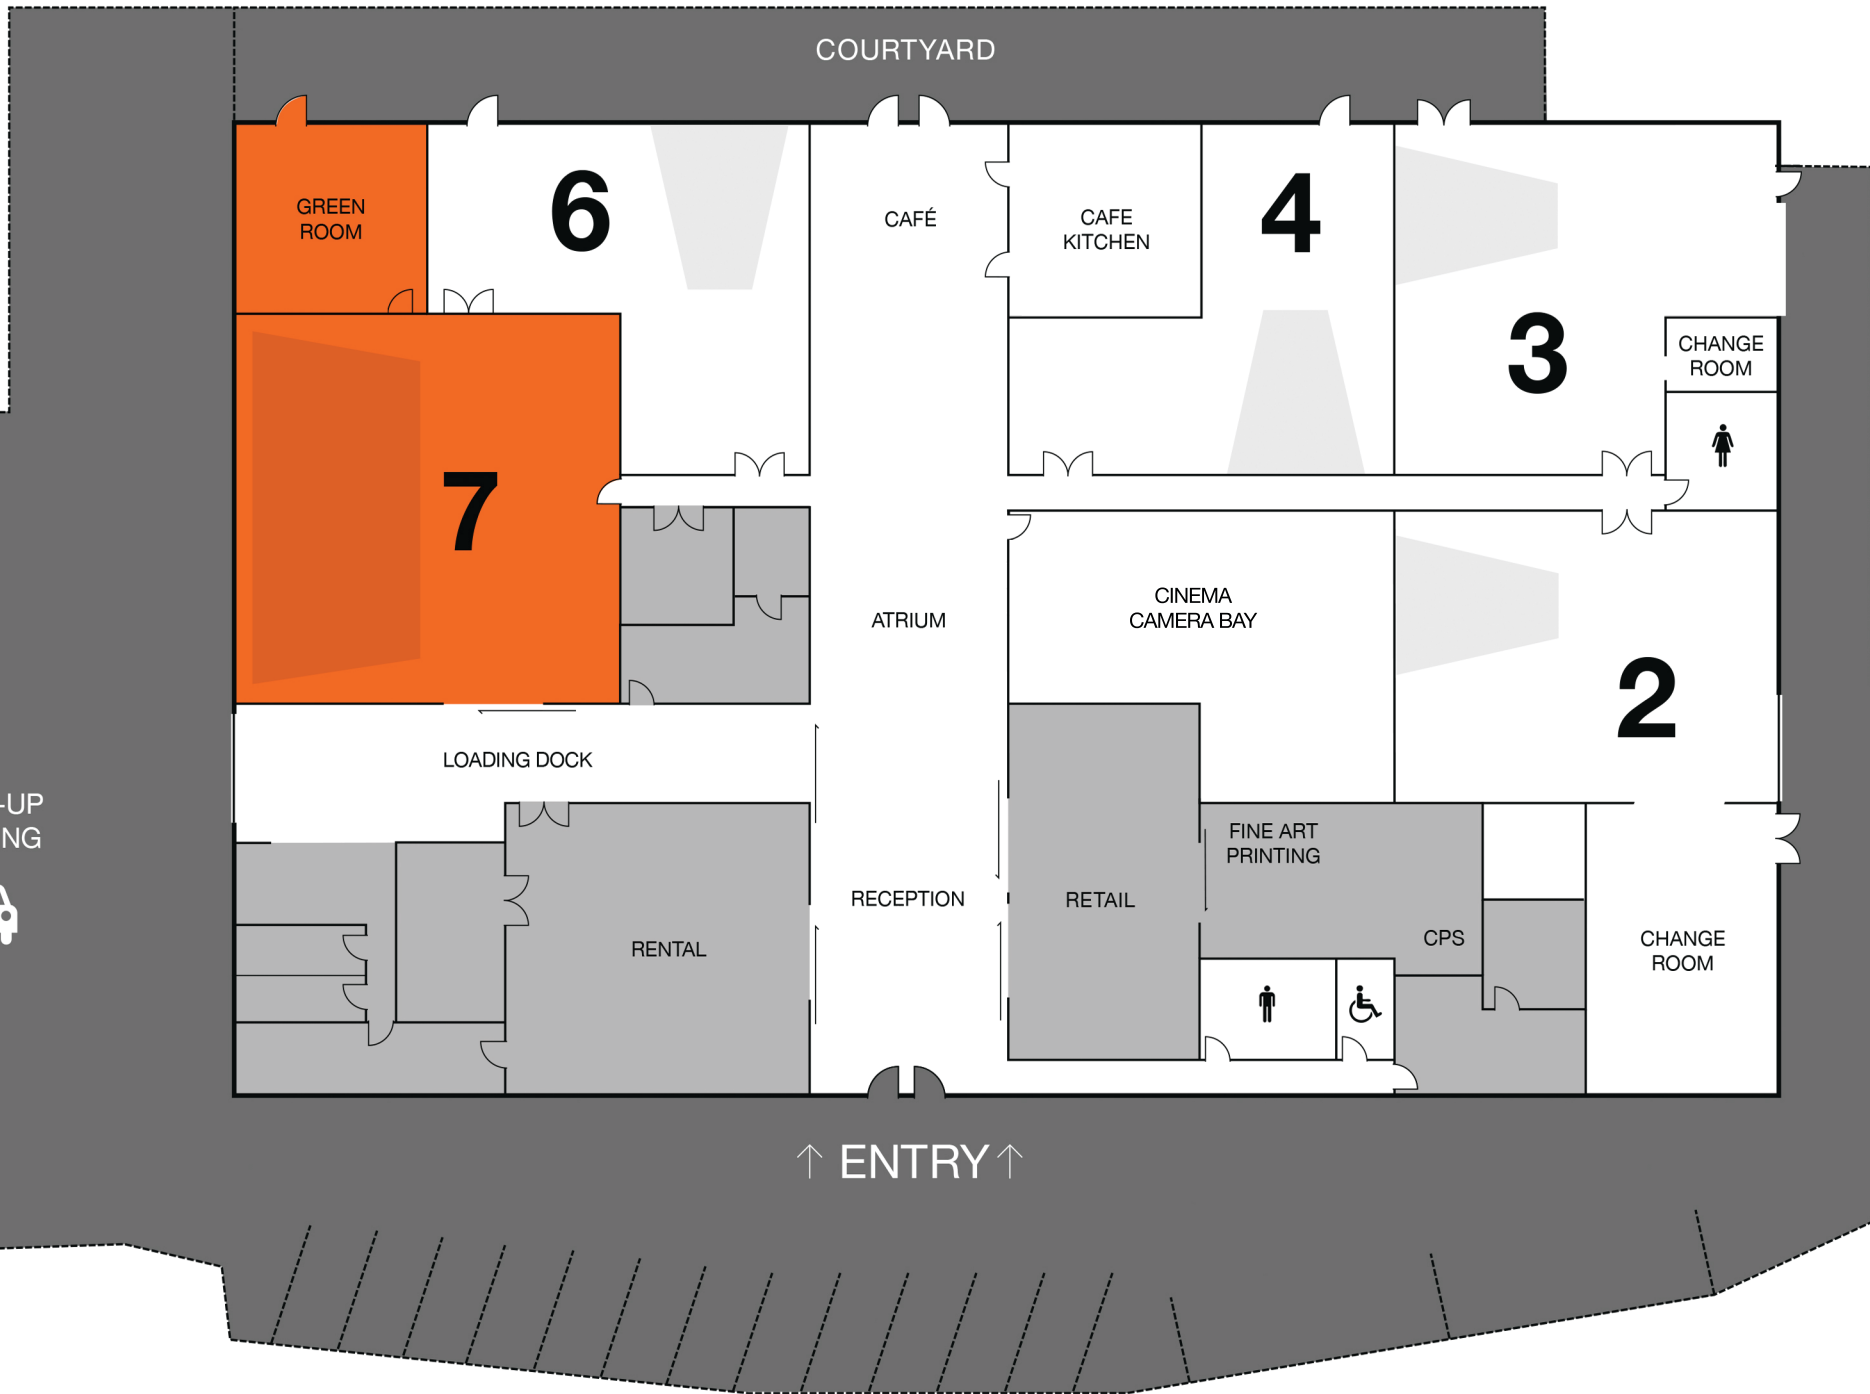 COURTYARD
GREEN
ROOM
6
CAFÉ
CAFE
KITCHEN
4
3
CHANGE
ROOM
7
ATRIUM
CINEMA
CAMERA BAY
2
LOADING DOCK
-UP
NG
FINE ART
PRINTING
RECEPTION
RETAIL
RENTAL
CPS
CHANGE
ROOM
↑ ENTRY ↑